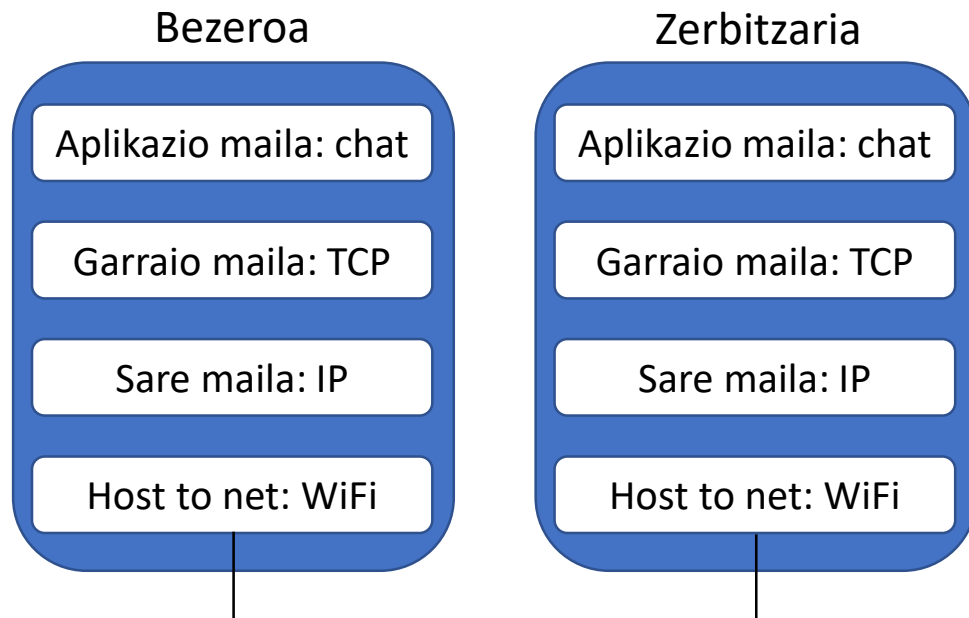 Bezeroa
Aplikazio maila: chat
Garraio maila: TCP
Sare maila: IP
Host to net: WiFi
Zerbitzaria
Aplikazio maila: chat
Garraio maila: TCP
Sare maila: IP
Host to net: WiFi